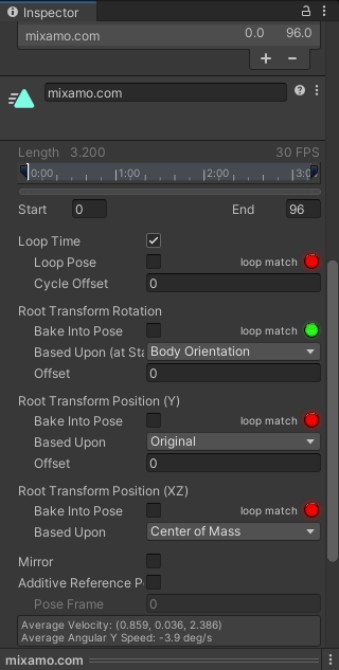 Inspector
mixamo.com 0.0 96.0
+ −
mixamo.com
Length 3.200 30 FPS
0:00 1:00 2:00 3:0
Start 0 End 96
Loop Time
Loop Pose loop match
Cycle Offset 0
Root Transform Rotation
Bake Into Pose loop match
Based Upon (at Sta Body Orientation
Offset 0
Root Transform Position (Y)
Bake Into Pose loop match
Based Upon Original
Offset 0
Root Transform Position (XZ)
Bake Into Pose loop match
Based Upon Center of Mass
Mirror
Additive Reference P
Pose Frame 0
Average Velocity: (0.859, 0.036, 2.386)
Average Angular Y Speed: -3.9 deg/s
mixamo.com